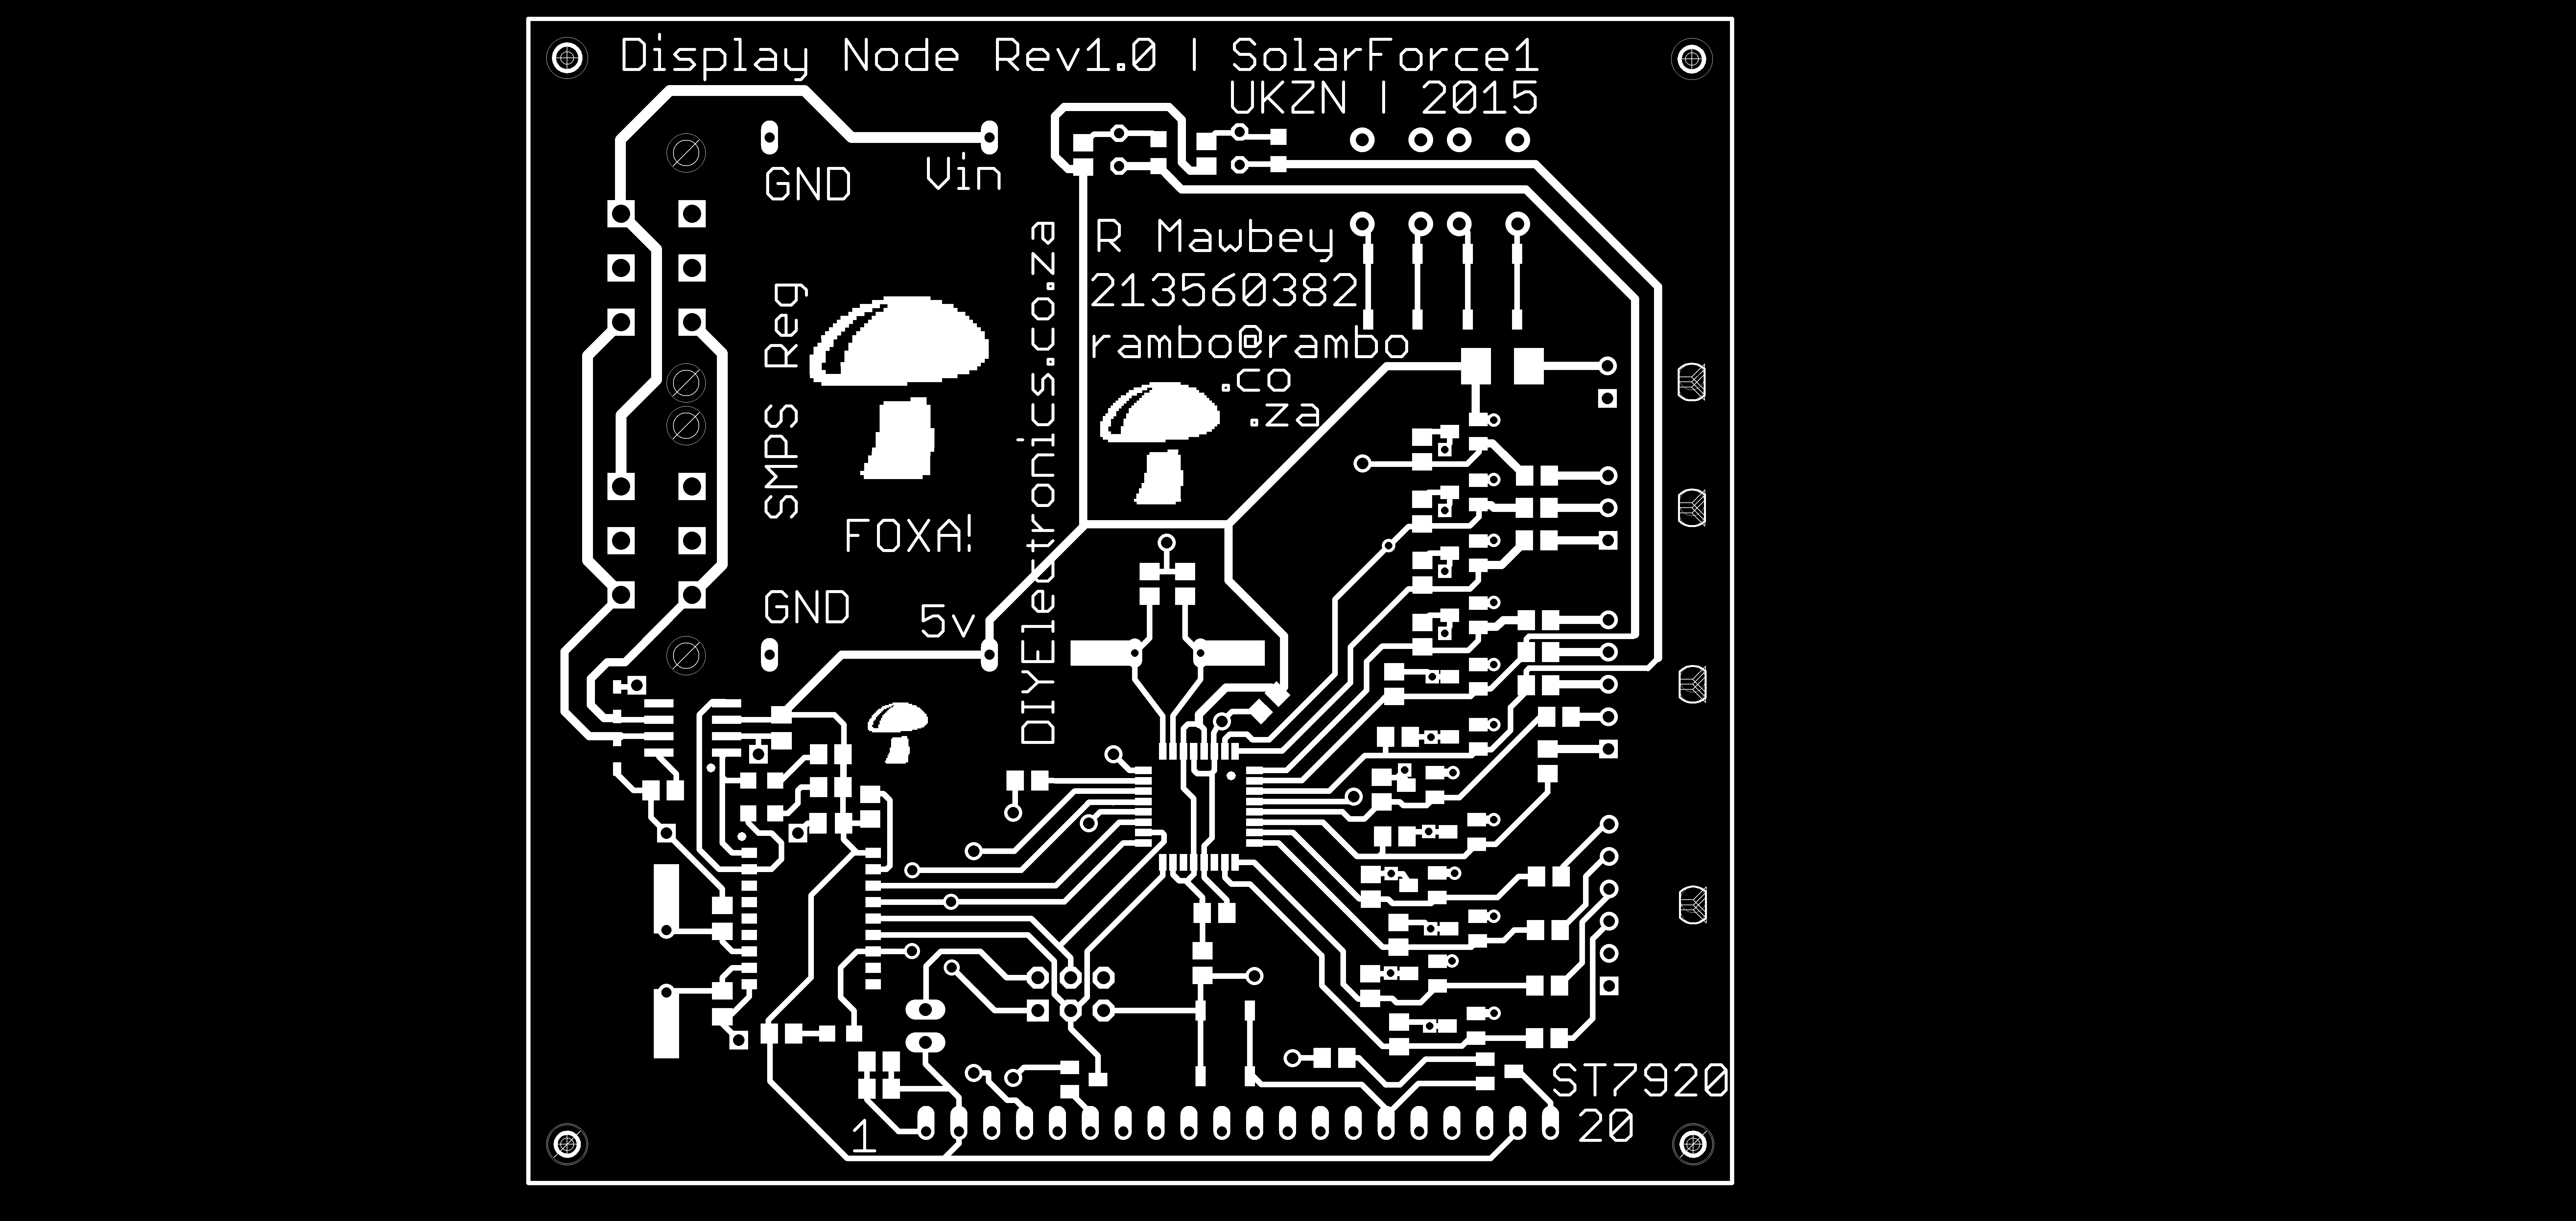 Display Node Rev1.0 | SolarForce1
UKZN | 2015
GND
Vin
R Mawbey
213560382
rambo@rambo
.co
.za
SMPS Reg
DIYElectronics.co.za
FOXA!
GND
5v
ST7920
20
1